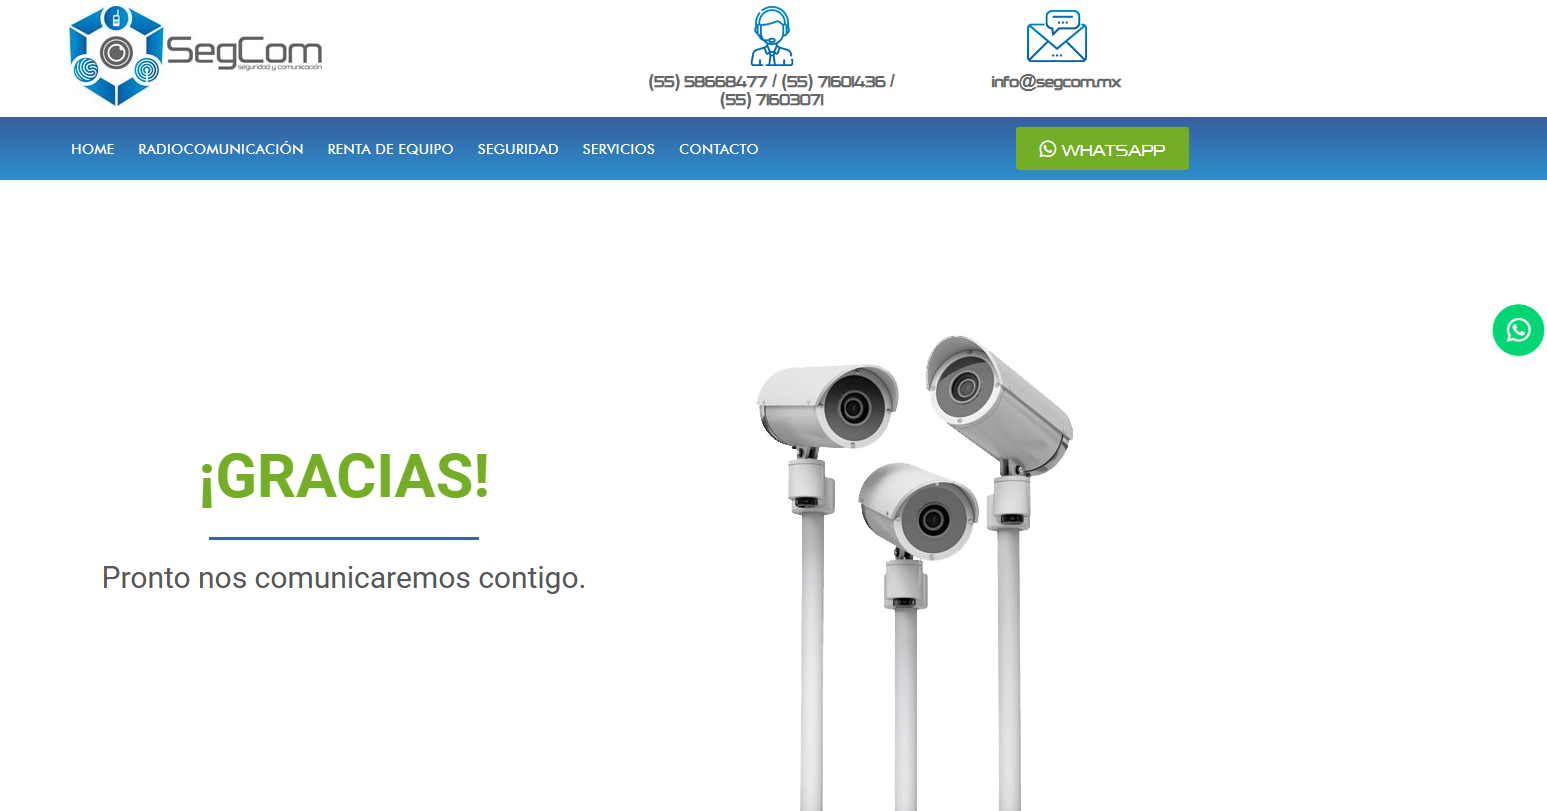 SegCom
seguridad y comunicación
(55) 58668477 / (55) 71601436 /
(55) 71603071
info@segcom.mx
HOME RADIOCOMUNICACIÓN RENTA DE EQUIPO SEGURIDAD SERVICIOS CONTACTO WHATSAPP
¡GRACIAS!
Pronto nos comunicaremos contigo.